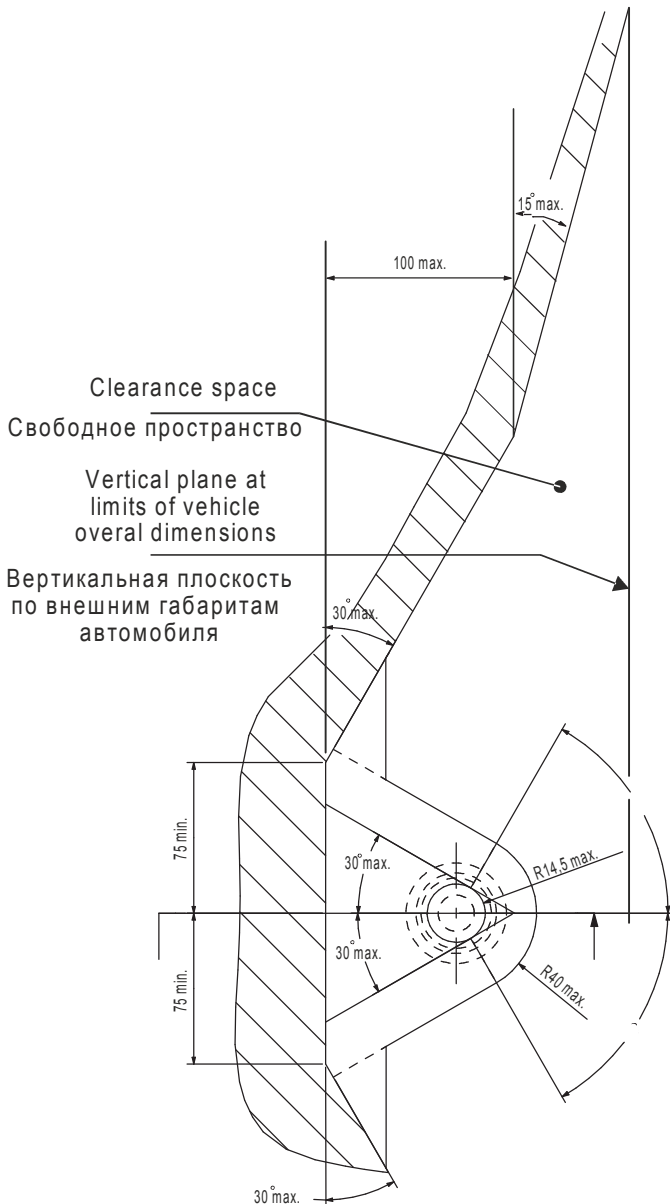 15° max.
100 max.
Clearance space
Свободное пространство
Vertical plane at
limits of vehicle
overal dimensions
Вертикальная плоскость
по внешним габаритам
автомобиля
30° max.
75 min.
30° max.
R14,5 max.
30° max.
75 min.
R40 max.
30° max.